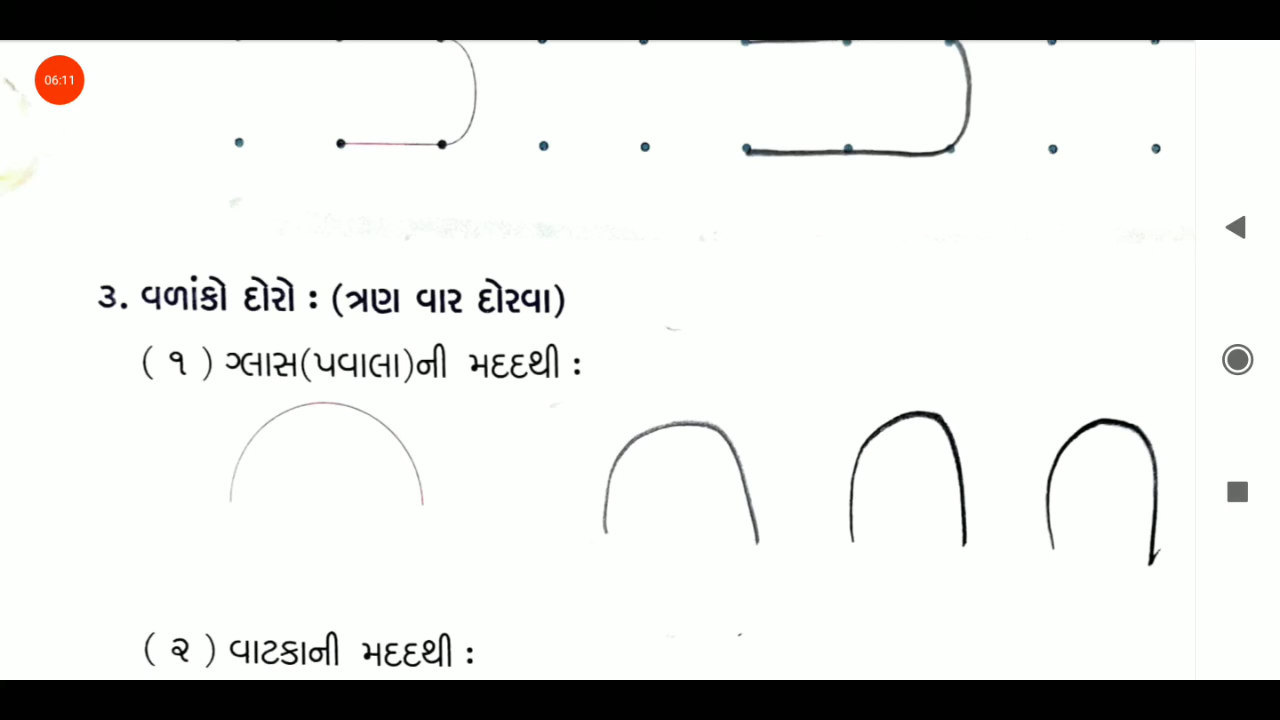 06:11
૩. વળાંકો દોરો : (ત્રણ વાર દોરવા)
( ૧ ) ગ્લાસ(પવાલા)ની મદદથી :
( ૨ ) વાટકાની મદદથી :